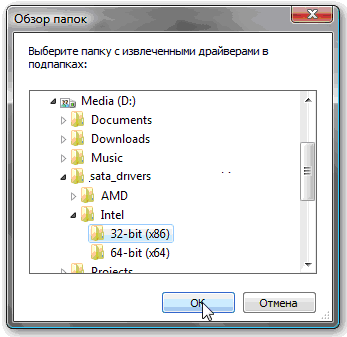 Обзор папок
Выберите папку с извлеченными драйверами в
подпапках:
Media (D:)
Documents
Downloads
Music
sata_drivers
AMD
Intel
32-bit (x86)
64-bit (x64)
Projects
OK
Отмена